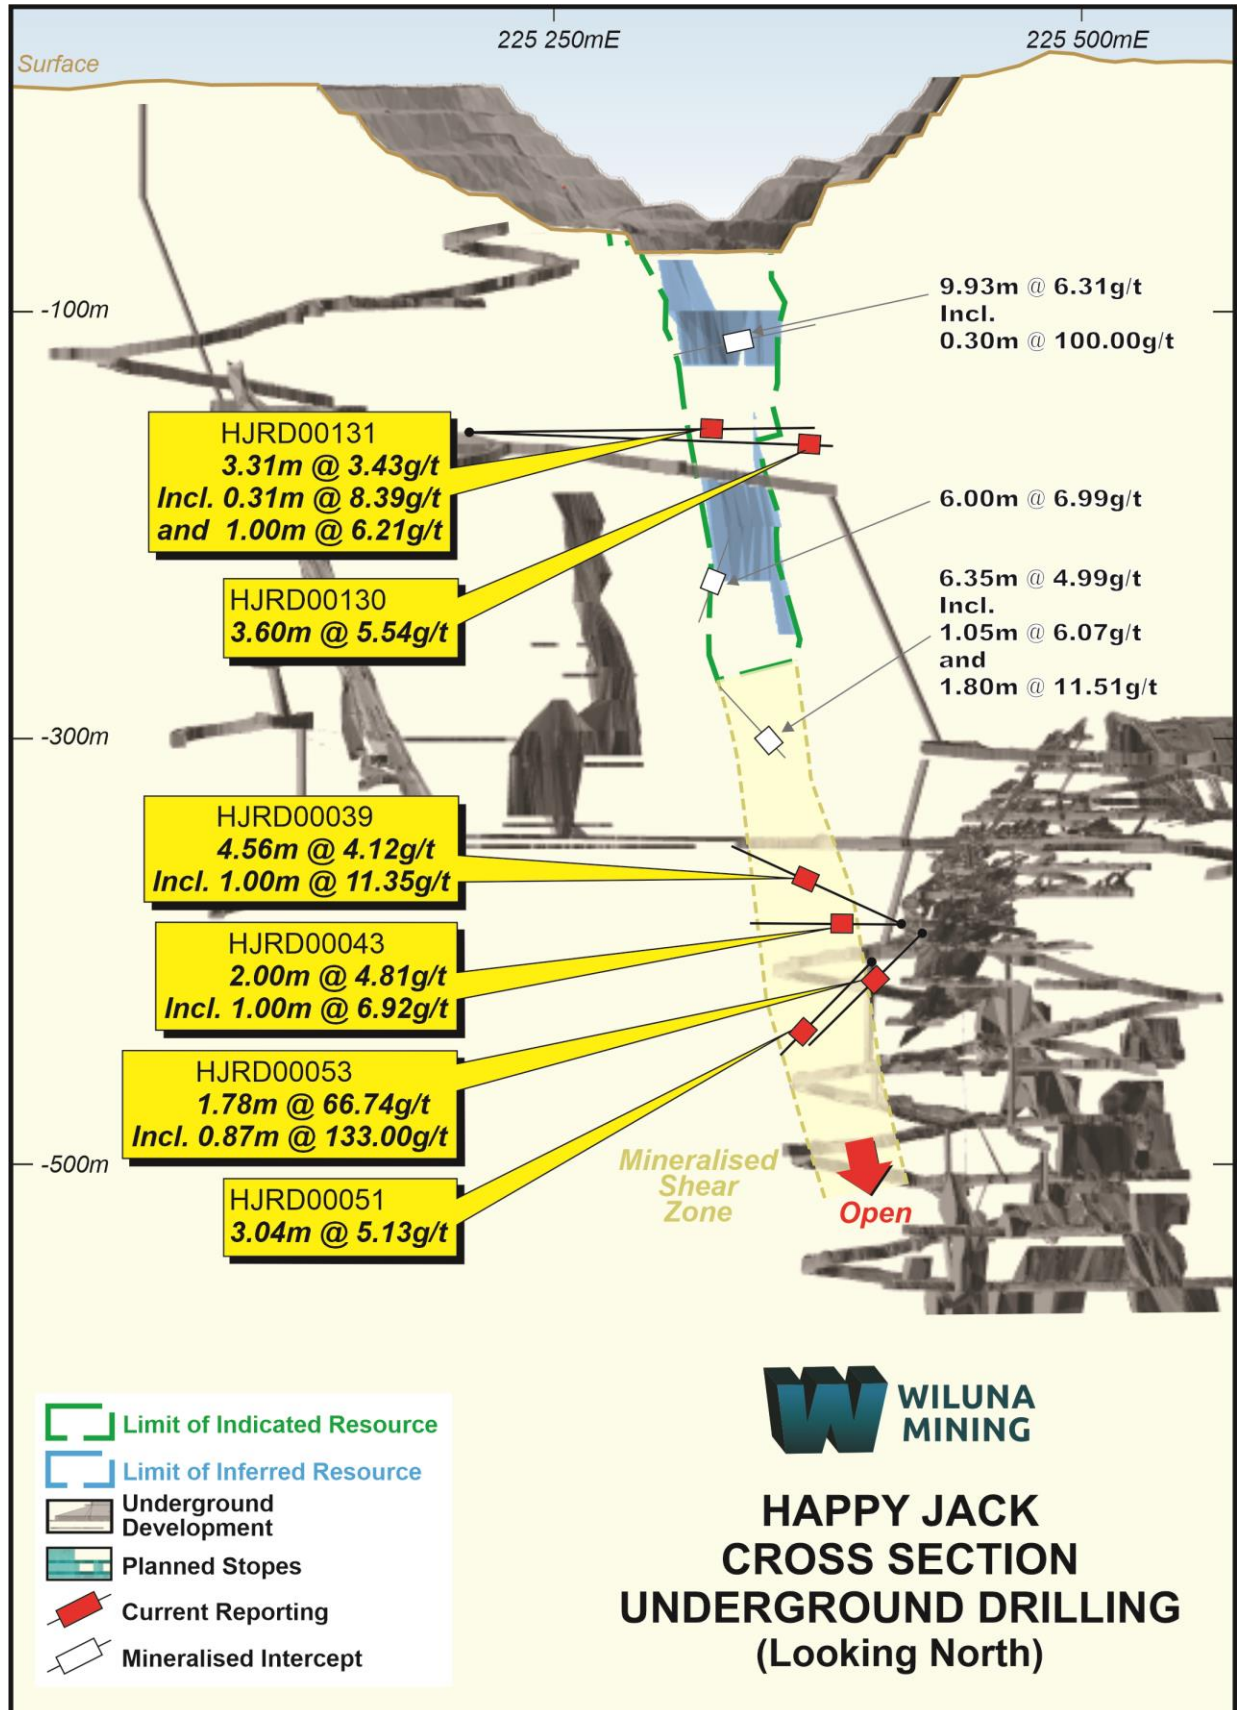 225 250mE
225 500mE
Surface
-100m
9.93m @ 6.31g/t
Incl.
0.30m @ 100.00g/t
HJRD00131
3.31m @ 3.43g/t
Incl. 0.31m @ 8.39g/t
and 1.00m @ 6.21g/t
6.00m @ 6.99g/t
HJRD00130
3.60m @ 5.54g/t
6.35m @ 4.99g/t
Incl.
1.05m @ 6.07g/t
and
1.80m @ 11.51g/t
-300m
HJRD00039
4.56m @ 4.12g/t
Incl. 1.00m @ 11.35g/t
HJRD00043
2.00m @ 4.81g/t
Incl. 1.00m @ 6.92g/t
HJRD00053
1.78m @ 66.74g/t
Incl. 0.87m @ 133.00g/t
-500m
Mineralised
Shear
Zone
Open
HJRD00051
3.04m @ 5.13g/t
Limit of Indicated Resource
Limit of Inferred Resource
Underground
Development
Planned Stopes
Current Reporting
Mineralised Intercept
WILUNA
MINING
HAPPY JACK
CROSS SECTION
UNDERGROUND DRILLING
(Looking North)